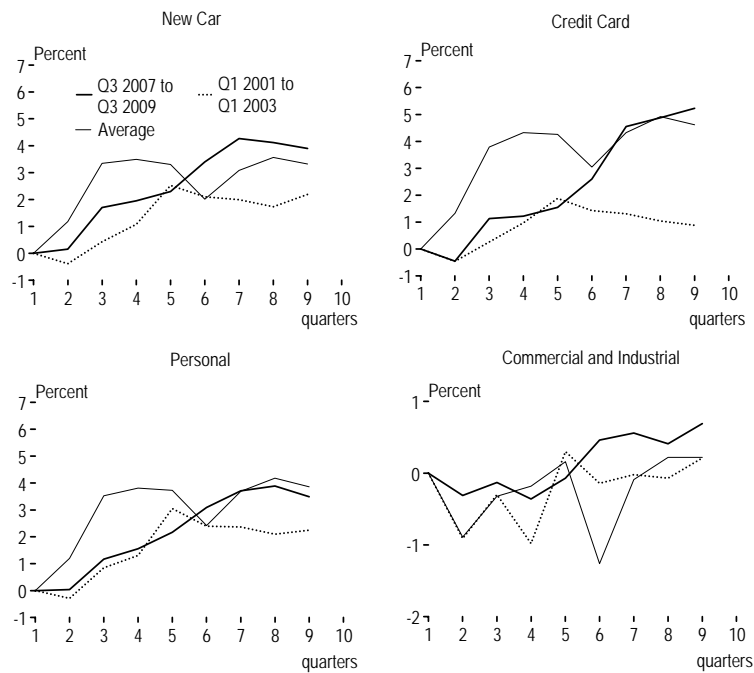 New Car
Percent
7
6
5
4
3
2
1
0
-1
Q3 2007 to
Q3 2009
Q1 2001 to
Q1 2003
Average
1 2 3 4 5 6 7 8 9 10
quarters
Credit Card
Percent
7
6
5
4
3
2
1
0
-1
1 2 3 4 5 6 7 8 9 10
quarters
Personal
Percent
7
6
5
4
3
2
1
0
-1
1 2 3 4 5 6 7 8 9 10
quarters
Commercial and Industrial
Percent
1
0
-1
-2
1 2 3 4 5 6 7 8 9 10
quarters